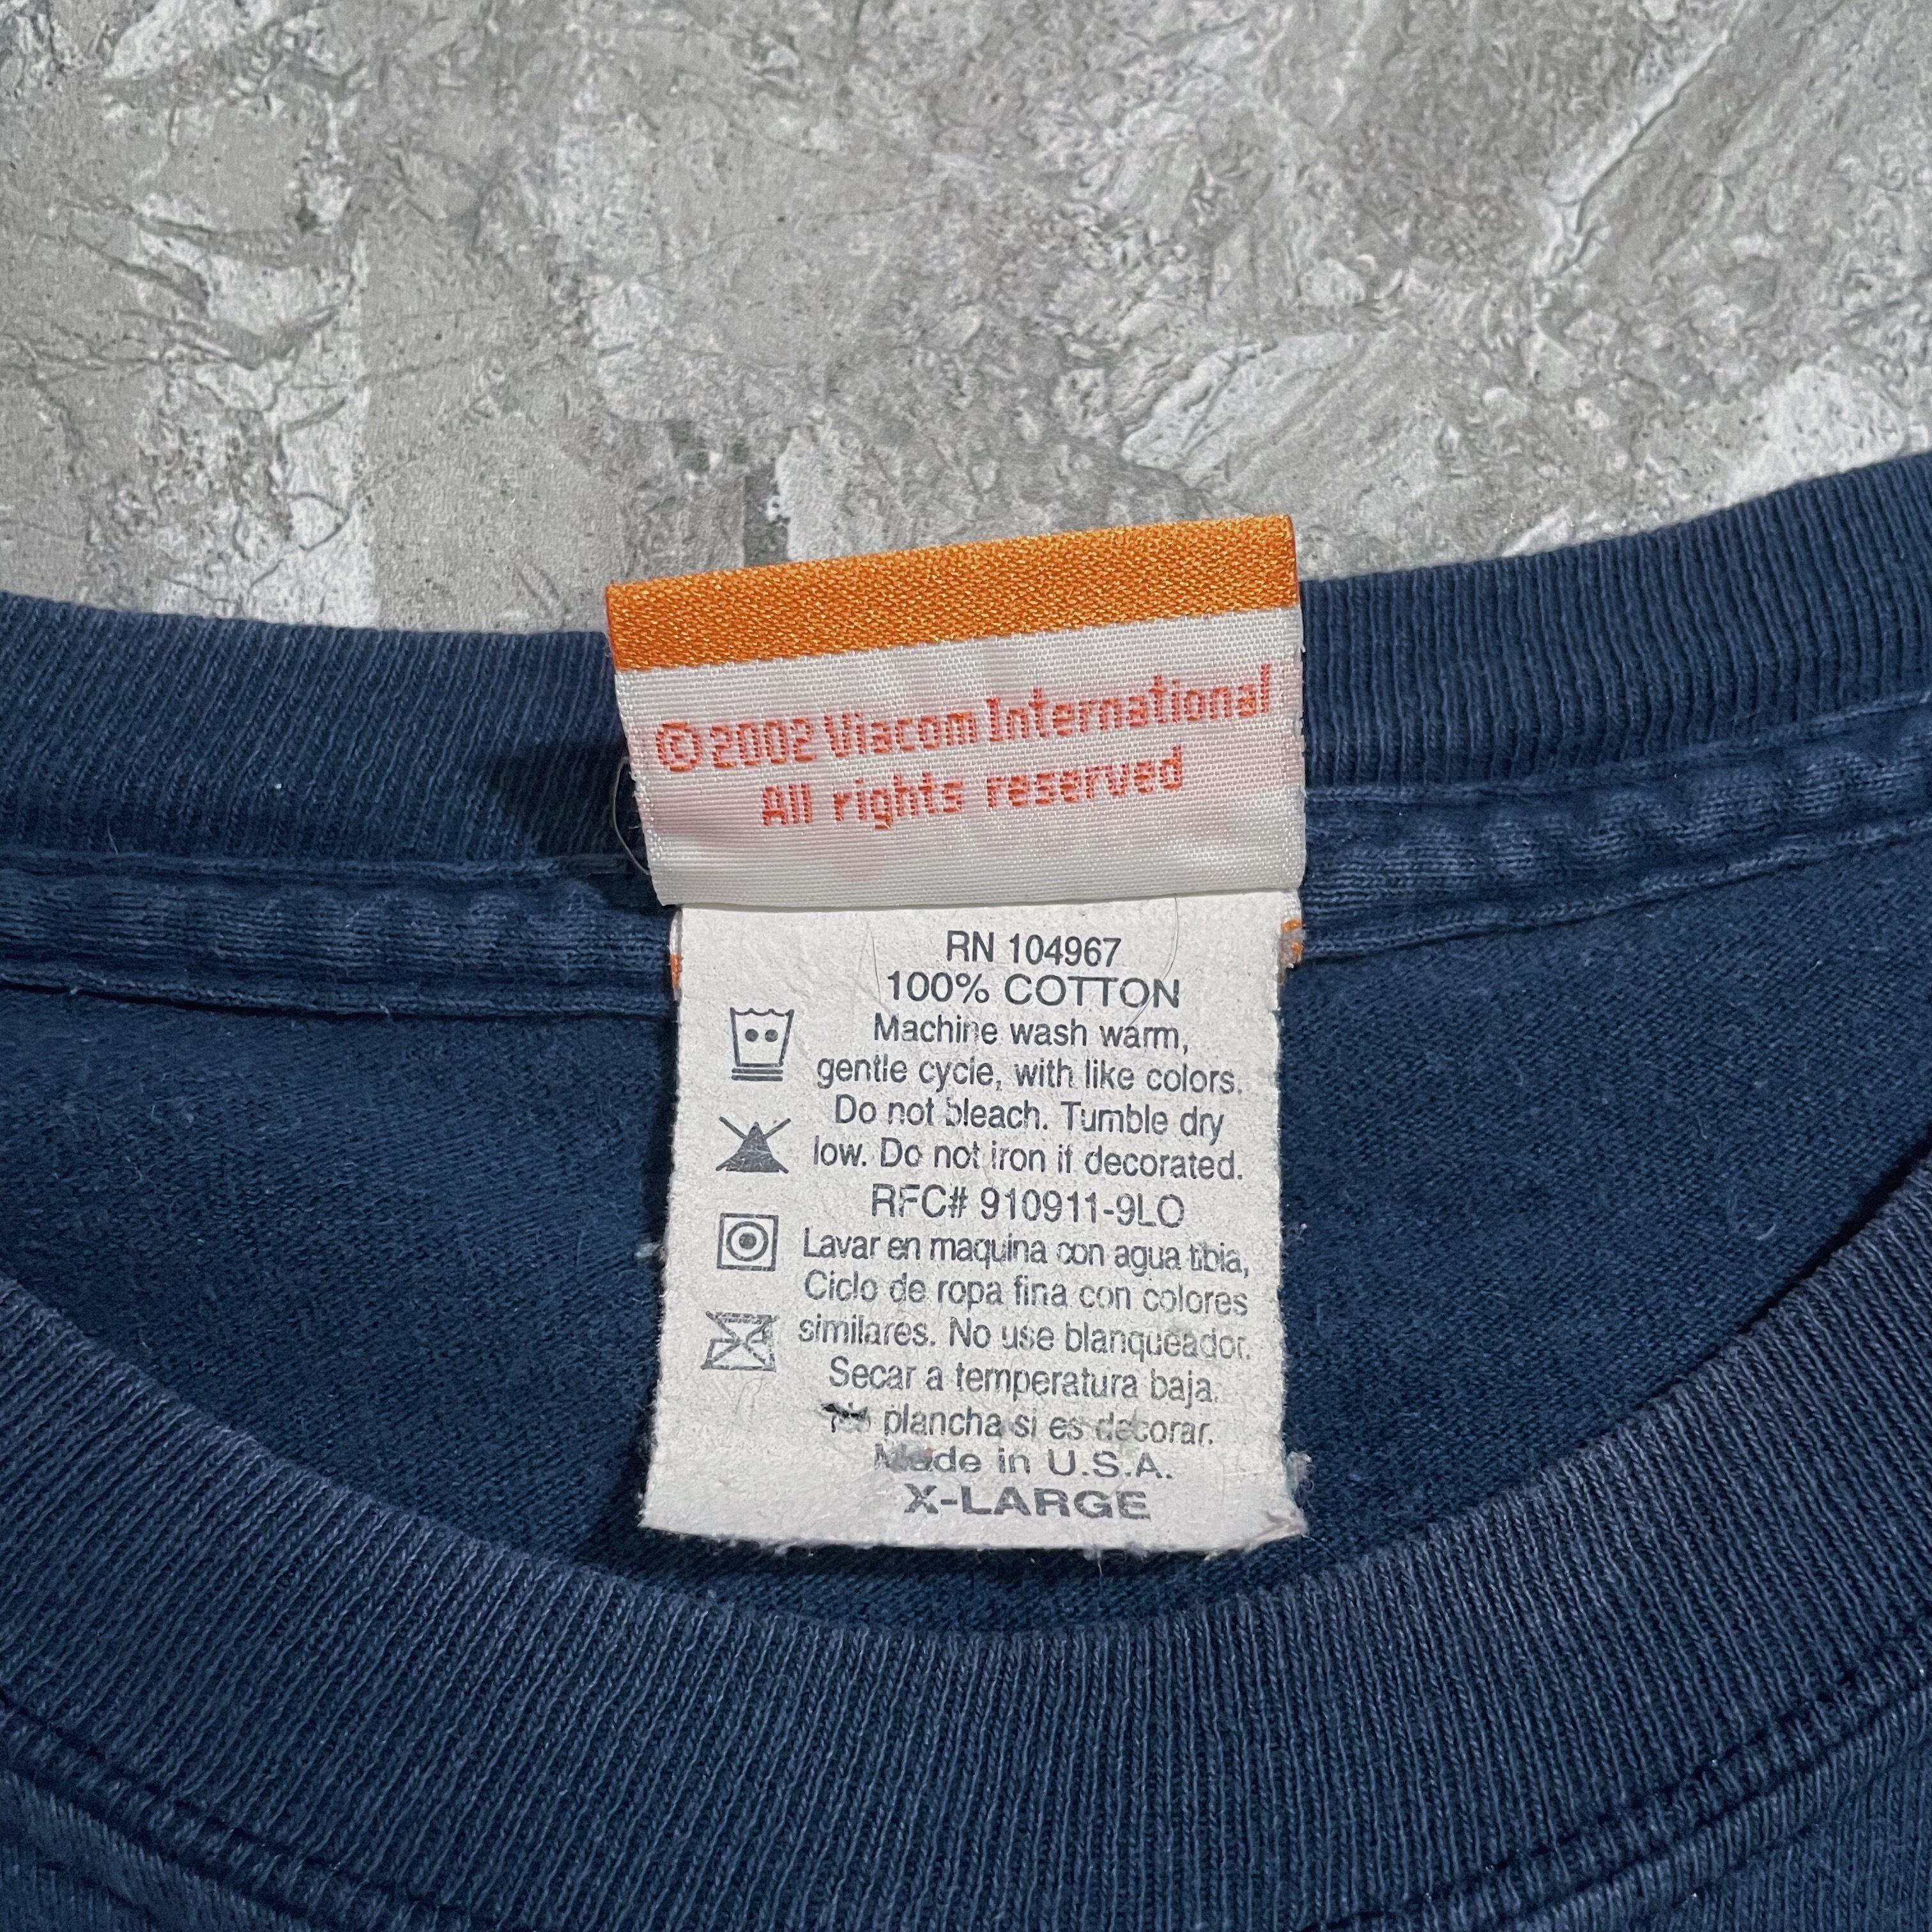 ©2002 Viacom International
All rights reserved
RN 104967
100% COTTON
Machine wash warm,
gentle cycle, with like colors.
Do not bleach. Tumble dry
low. Do not iron if decorated.
RFC# 910911-9LO
Lavar en maquina con agua tibia,
Ciclo de ropa fina con colores
similares. No use blanqueador.
Secar a temperatura baja.
plancha si es decorar.
Made in U.S.A.
X-LARGE